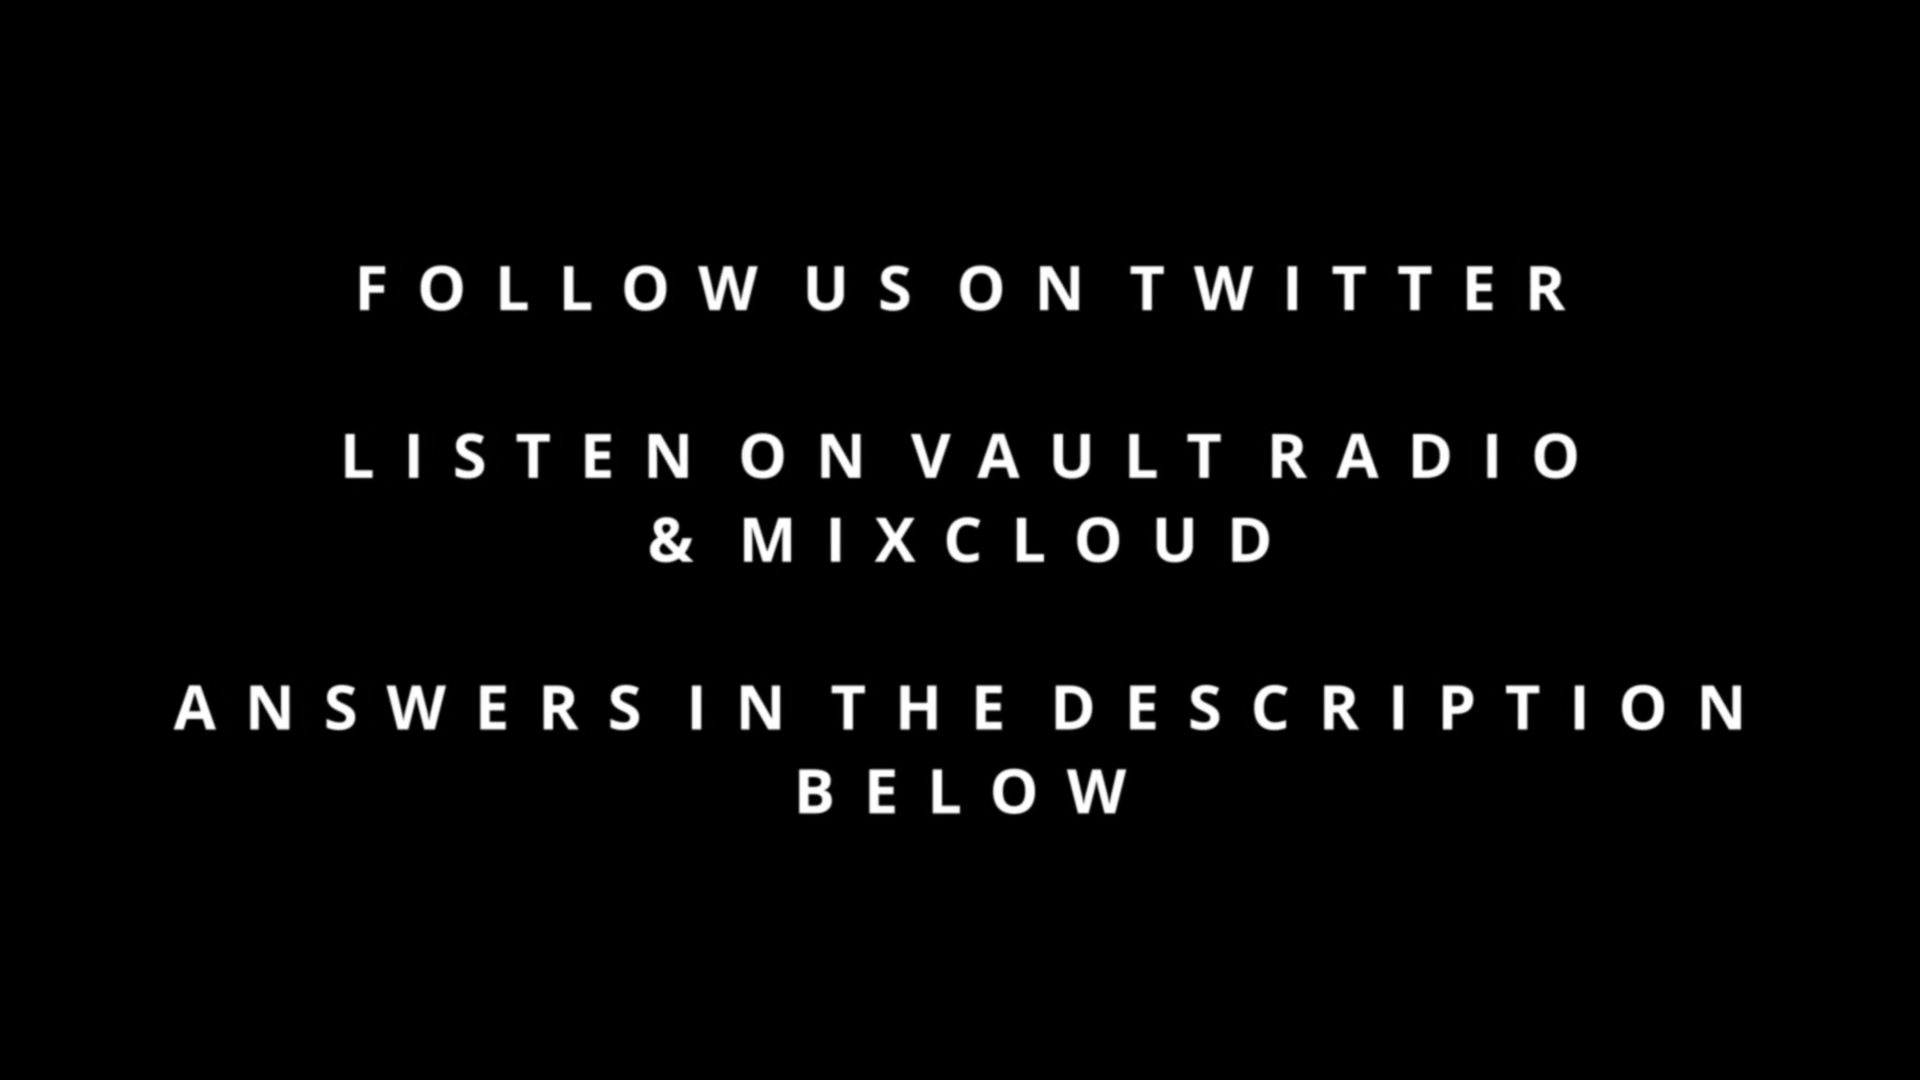 FOLLOW US ON TWITTER
LISTEN ON VAULT RADIO
& MIXCLOUD
ANSWERS IN THE DESCRIPTION
BELOW